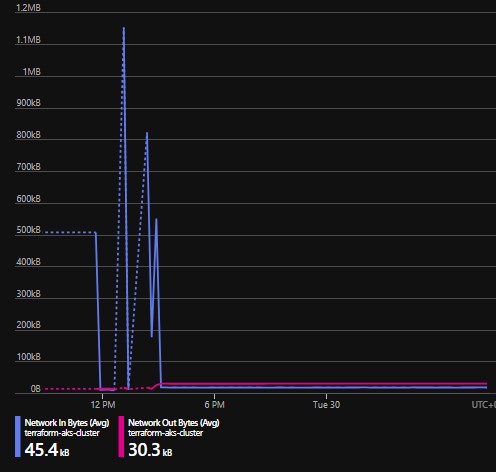 1.2MB
1.1MB
1MB
900kB
800kB
700kB
600kB
500kB
400kB
300kB
200kB
100kB
0B
12 PM 6 PM Tue 30 UTC+0
Network In Bytes (Avg)
terraform-aks-cluster
45.4 kB
Network Out Bytes (Avg)
terraform-aks-cluster
30.3 kB